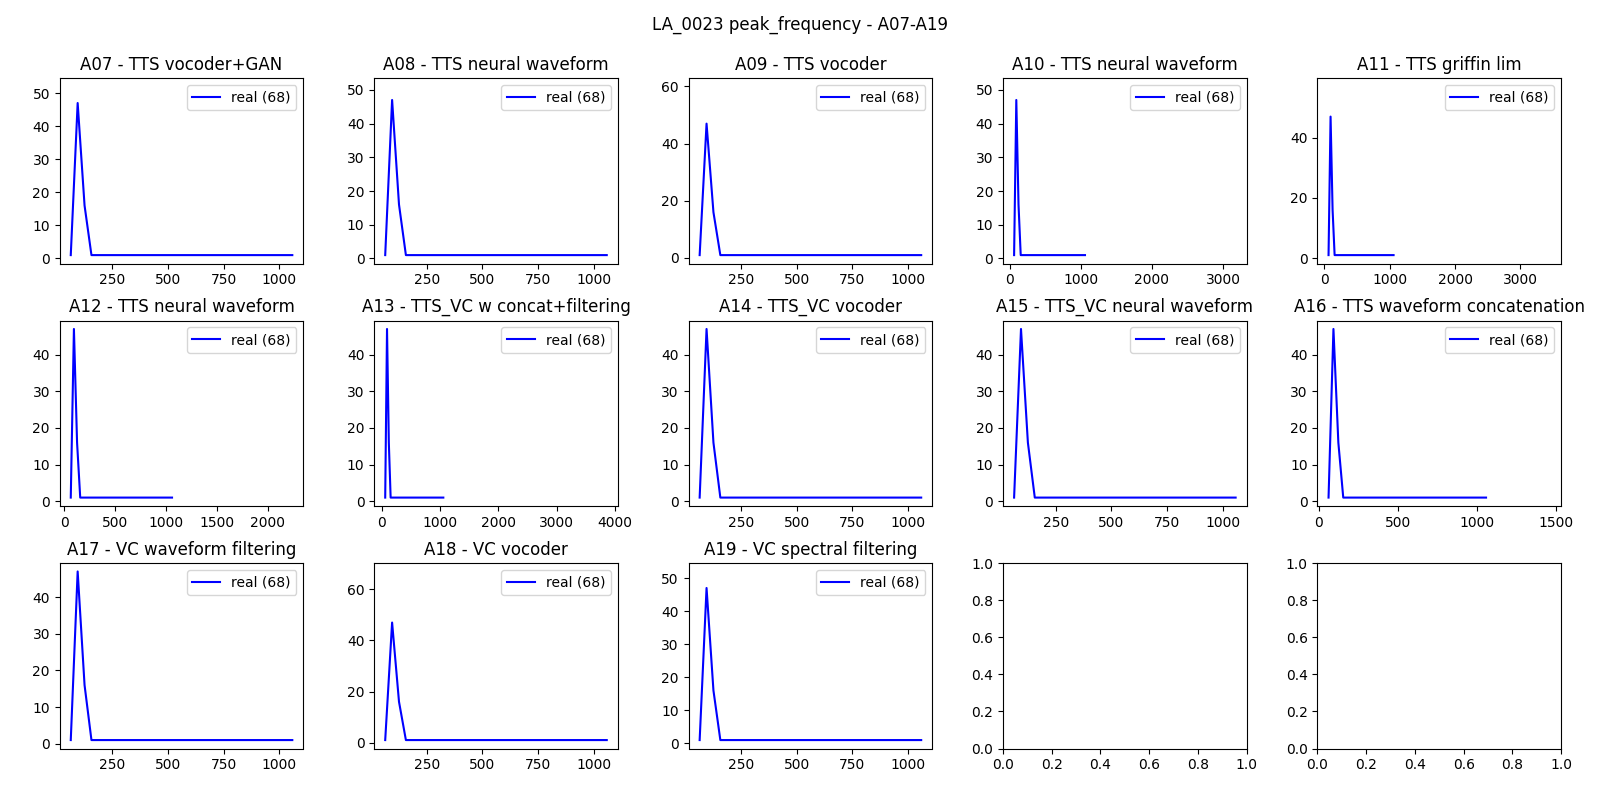 LA_0023 peak_frequency - A07-A19
A07 - TTS vocoder+GAN
real (68)
50
40
30
20
10
0
250 500 750 1000
A08 - TTS neural waveform
real (68)
50
40
30
20
10
0
250 500 750 1000
A09 - TTS vocoder
real (68)
60
40
20
0
250 500 750 1000
A10 - TTS neural waveform
real (68)
50
40
30
20
10
0
0 1000 2000 3000
A11 - TTS griffin lim
real (68)
40
20
0
0 1000 2000 3000
A12 - TTS neural waveform
real (68)
40
30
20
10
0
0 500 1000 1500 2000
A13 - TTS_VC w concat+filtering
real (68)
40
30
20
10
0
0 1000 2000 3000 4000
A14 - TTS_VC vocoder
real (68)
40
30
20
10
0
250 500 750 1000
A15 - TTS_VC neural waveform
real (68)
40
30
20
10
0
250 500 750 1000
A16 - TTS waveform concatenation
real (68)
40
30
20
10
0
0 500 1000 1500
A17 - VC waveform filtering
real (68)
40
30
20
10
0
250 500 750 1000
A18 - VC vocoder
real (68)
60
40
20
0
250 500 750 1000
A19 - VC spectral filtering
real (68)
50
40
30
20
10
0
250 500 750 1000
1.0
0.8
0.6
0.4
0.2
0.0
0.0 0.2 0.4 0.6 0.8 1.0
1.0
0.8
0.6
0.4
0.2
0.0
0.0 0.2 0.4 0.6 0.8 1.0